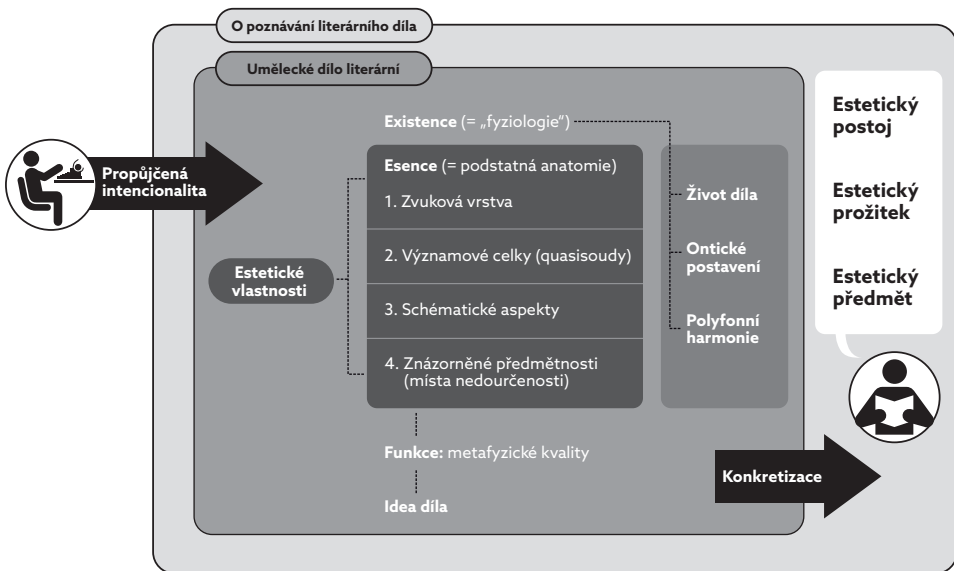 O poznávání literárního díla
Umělecké dílo literární
Propůjčená
intencionalita
Existence (= „fyziologie“)
Esence (= podstatná anatomie)
1. Zvuková vrstva
2. Významové celky (quasisoudy)
3. Schématické aspekty
4. Znázorněné předmětnosti
(místa nedourčenosti)
Estetické
vlastnosti
Funkce: metafyzické kvality
Idea díla
Život díla
Ontické
postavení
Polyfonní
harmonie
Konkretizace
Estetický
postoj
Estetický
prožitek
Estetický
předmět